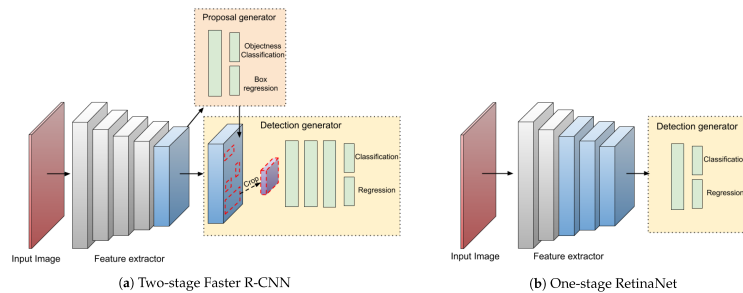 Proposal generator
Objectness
Classification
Box
regression
Detection generator
Classification
Regression
Crop
Input Image
Feature extractor
(a) Two-stage Faster R-CNN
Detection generator
Classification
Regression
Input Image
Feature extractor
(b) One-stage RetinaNet